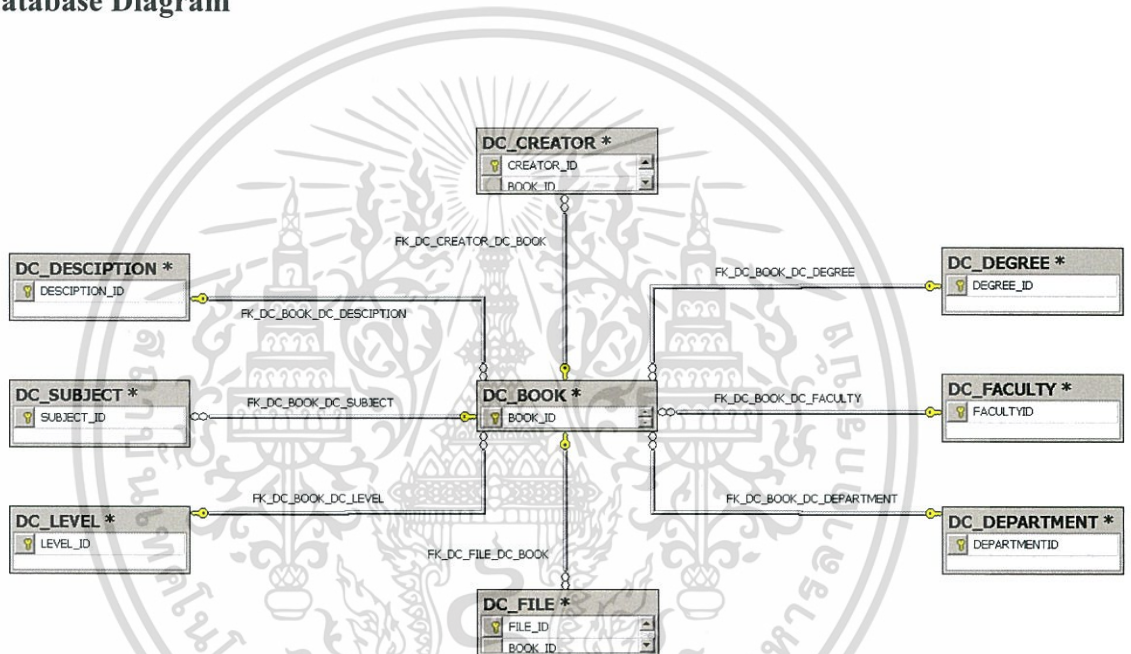 Database Diagram
DC_CREATOR *
CREATOR_ID
BOOK_ID
FK_DC_CREATOR_DC_BOOK
DC_DESCIPTION *
DESCIPTION_ID
FK_DC_BOOK_DC_DESCIPTION
FK_DC_BOOK_DC_DEGREE
DC_DEGREE *
DEGREE_ID
DC_SUBJECT *
SUBJECT_ID
FK_DC_BOOK_DC_SUBJECT
DC_BOOK *
BOOK_ID
FK_DC_BOOK_DC_FACULTY
DC_FACULTY *
FACULTYID
DC_LEVEL *
LEVEL_ID
FK_DC_BOOK_DC_LEVEL
FK_DC_BOOK_DC_DEPARTMENT
DC_DEPARTMENT *
DEPARTMENTID
FK_DC_FILE_DC_BOOK
DC_FILE *
FILE_ID
BOOK_ID